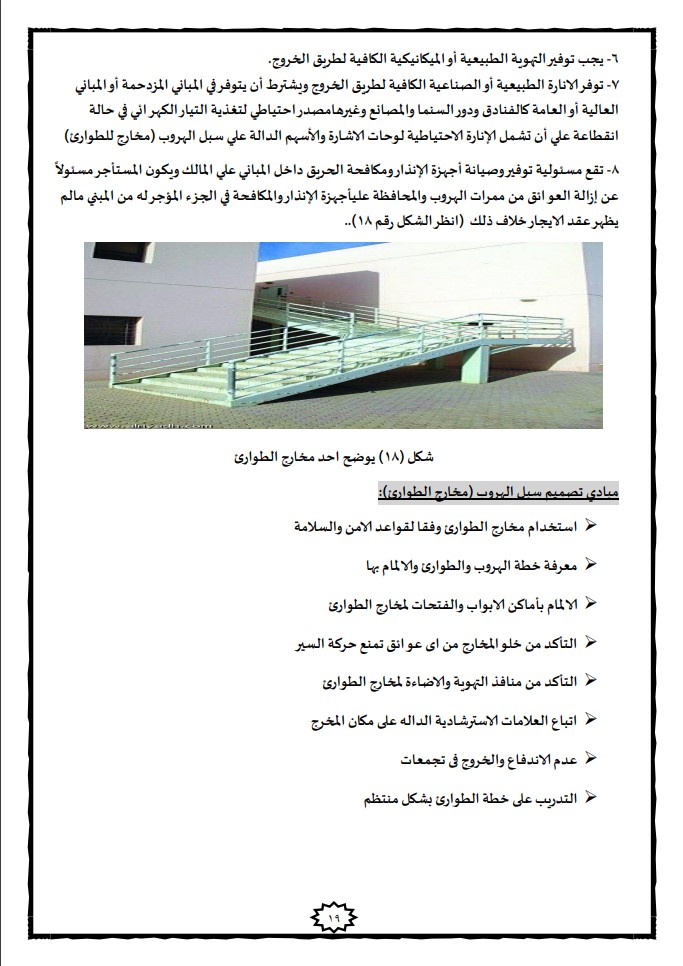 ٦- يجب توفير التهوية الطبيعية أو الميكانيكية الكافية لطريق الخروج.
٧- توفر الانارة الطبيعية أو الصناعية الكافية لطريق الخروج ويشترط أن يتوفر في المباني المزدحمة أو المباني
العالية أو العامة كالفنادق ودور السنما والمصانع وغيرها مصدر احتياطي لتغذية التيار الكهر اني في حالة
انقطاعة علي أن تشمل الإنارة الاحتياطية لوحات الاشارة والأسهم الدالة علي سبل الهروب (مخارج للطوارئ)
٨- تقع مسئولية توفير وصيانة أجهزة الإنذار ومكافحة الحريق داخل المباني علي المالك ويكون المستأجر مسئولاً
عن إزالة العو ائق من ممرات الهروب والمحافظة علي أجهزة الإنذار والمكافحة في الجزء المؤجر له من المبني مالم
يظهر عقد الايجار خلاف ذلك (انظر الشكل رقم ١٨)..
شكل (١٨) يوضح احد مخارج الطوارئ
مبادي تصميم سبل الهروب (مخارج الطوارئ):
➢ استخدام مخارج الطوارئ وفقا لقواعد الامن والسلامة
➢ معرفة خطة الهروب والطوارئ والالمام بها
➢ الالمام بأماكن الابواب والفتحات لمخارج الطوارئ
➢ التأكد من خلو المخارج من اى عو ائق تمنع حركة السير
➢ التأكد من منافذ التهوية والاضاءة لمخارج الطوارئ
➢ اتباع العلامات الاسترشادية الداله على مكان المخرج
➢ عدم الاندفاع والخروج فى تجمعات
➢ التدريب على خطة الطوارئ بشكل منتظم
١٩